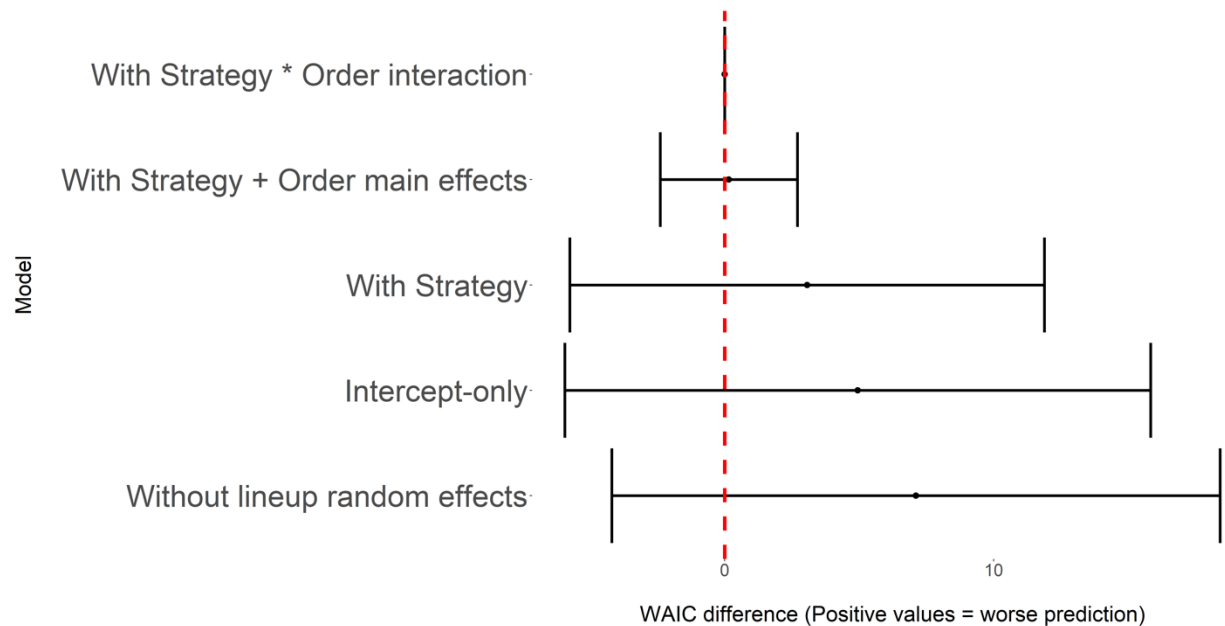 With Strategy * Order interaction
With Strategy + Order main effects
With Strategy
Intercept-only
Without lineup random effects
Model
0
10
WAIC difference (Positive values = worse prediction)